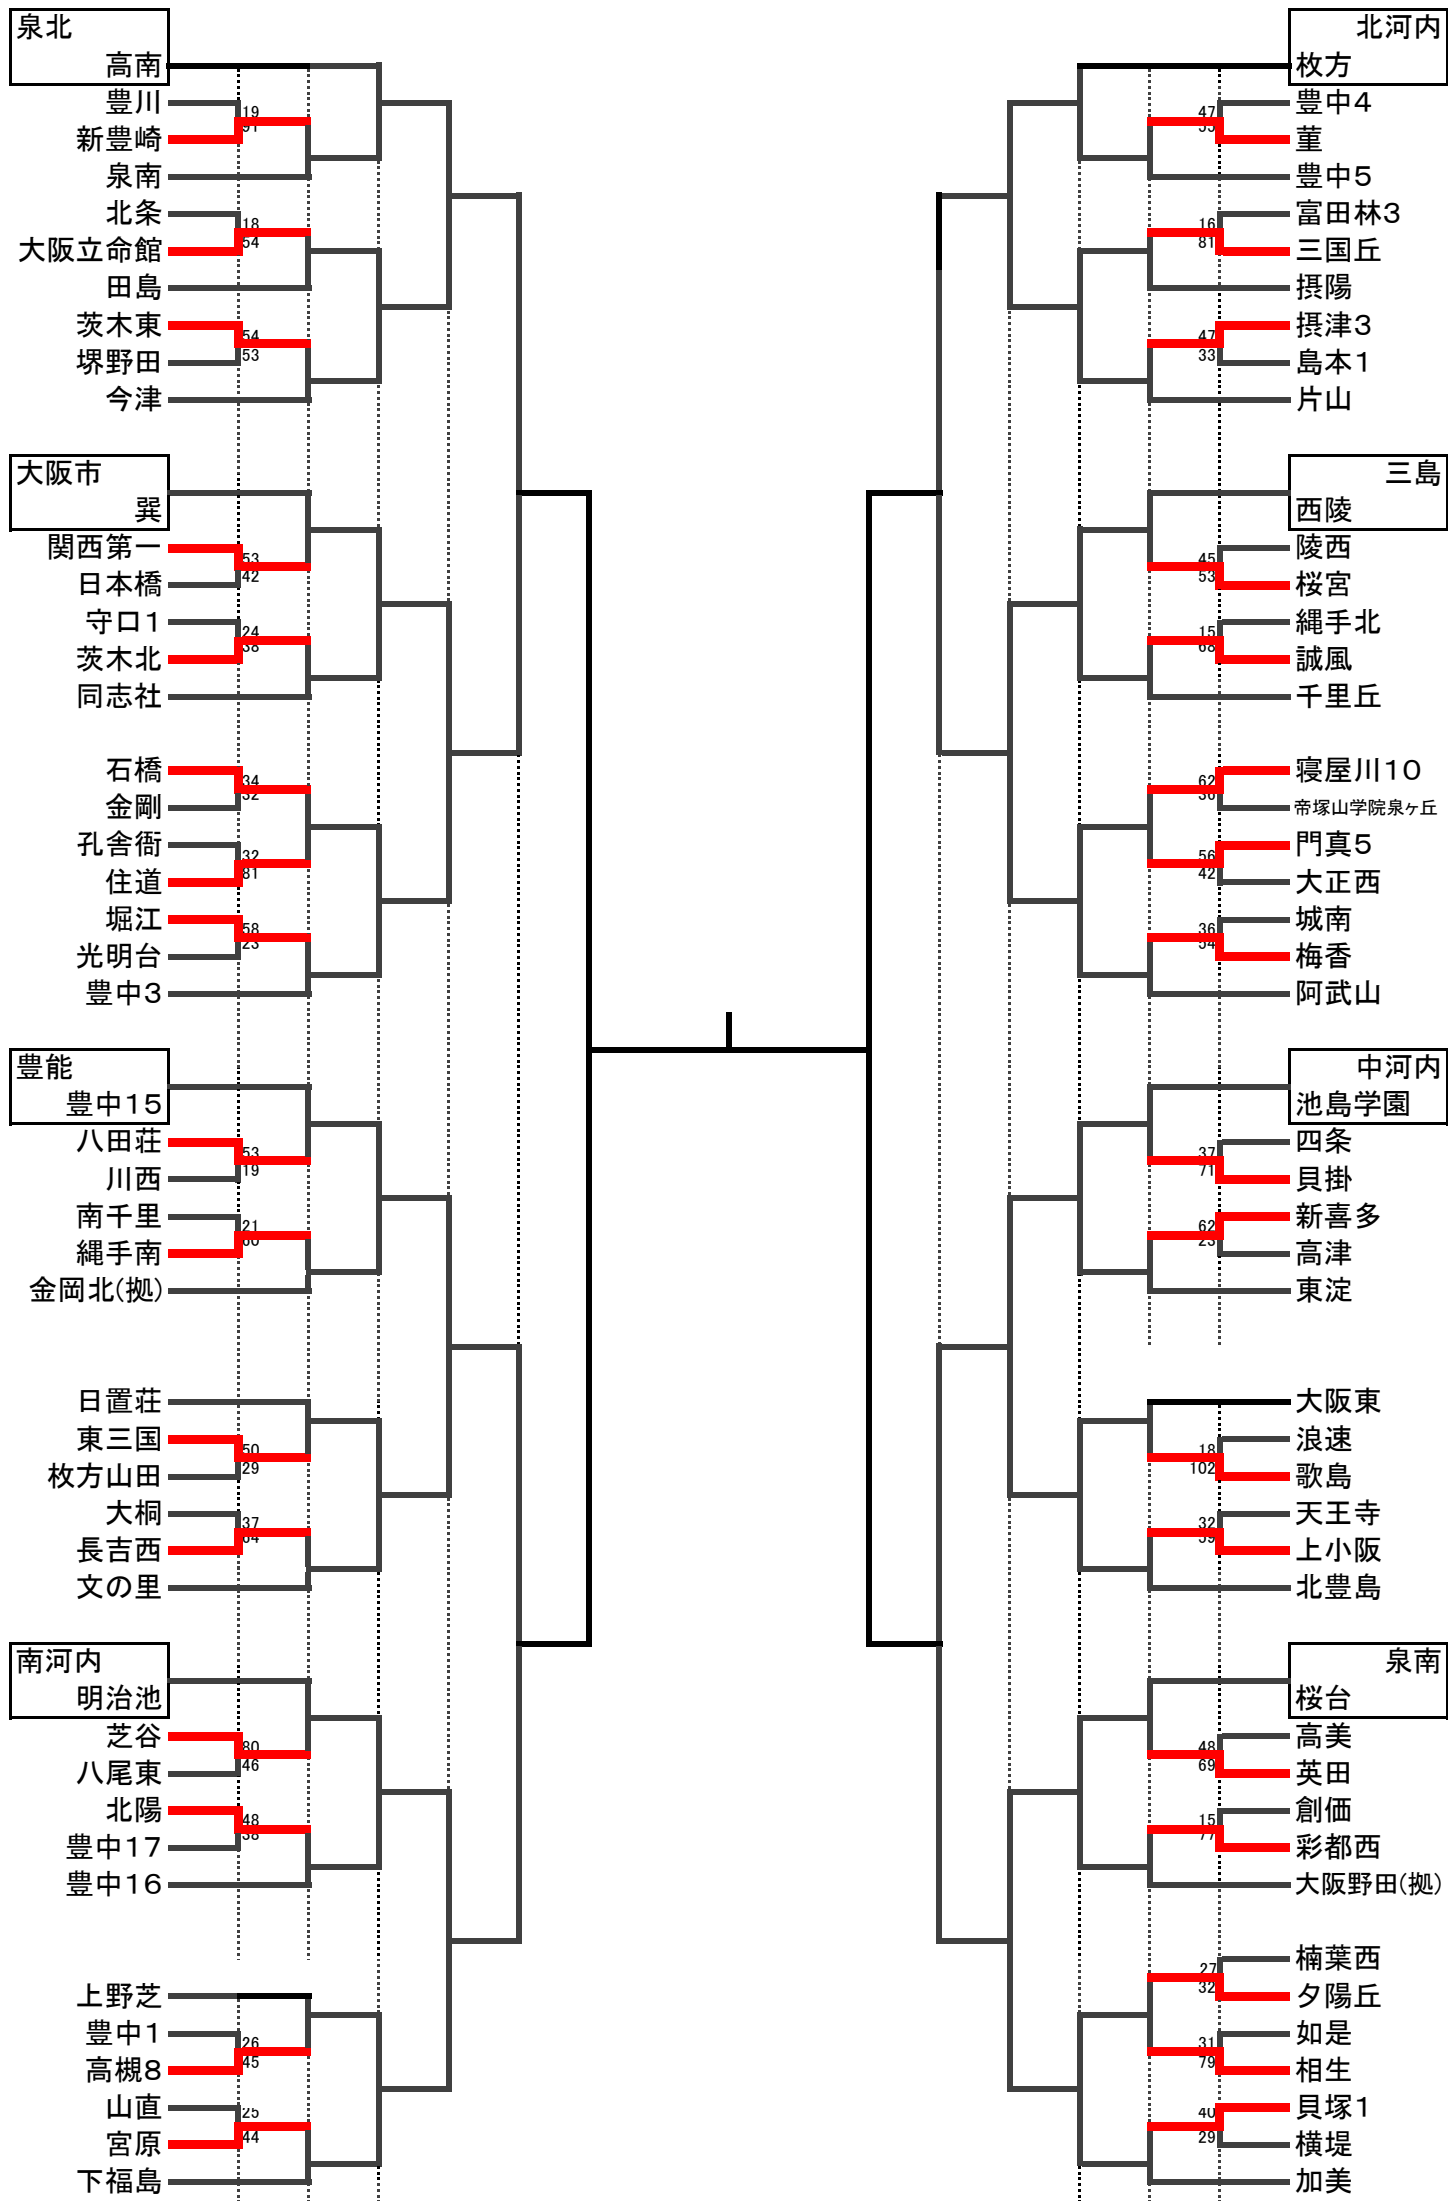 泉北
高南
豊川
19
91
新豊崎
泉南
北条
18
54
大阪立命館
田島
茨木東
54
53
堺野田
今津
大阪市
巽
関西第一
53
42
日本橋
守口1
24
38
茨木北
同志社
石橋
34
32
金剛
孔舎衙
32
81
住道
堀江
58
23
光明台
豊中3
豊能
豊中15
八田荘
53
19
川西
南千里
21
60
縄手南
金岡北(拠)
日置荘
東三国
50
29
枚方山田
大桐
37
64
長吉西
文の里
南河内
明治池
芝谷
80
46
八尾東
北陽
48
38
豊中17
豊中16
上野芝
豊中1
26
45
高槻8
山直
25
44
宮原
下福島
北河内
枚方
豊中4
47
55
菫
豊中5
富田林3
16
81
三国丘
摂陽
摂津3
47
33
島本1
片山
三島
西陵
陵西
45
53
桜宮
縄手北
15
68
誠風
千里丘
寝屋川10
62
36
帝塚山学院泉ヶ丘
門真5
56
42
大正西
城南
36
54
梅香
阿武山
中河内
池島学園
四条
37
71
貝掛
新喜多
62
23
高津
東淀
大阪東
浪速
18
102
歌島
天王寺
32
59
上小阪
北豊島
泉南
桜台
高美
48
69
英田
創価
15
77
彩都西
大阪野田(拠)
楠葉西
27
32
夕陽丘
如是
31
79
相生
貝塚1
40
29
横堤
加美